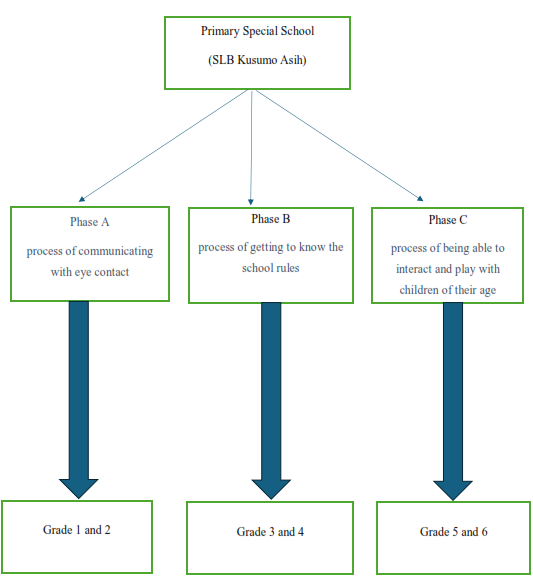 Primary Special School
(SLB Kusumo Asih)
Phase A
process of communicating
with eye contact
Phase B
process of getting to know the
school rules
Phase C
process of being able to
interact and play with
children of their age
Grade 1 and 2
Grade 3 and 4
Grade 5 and 6